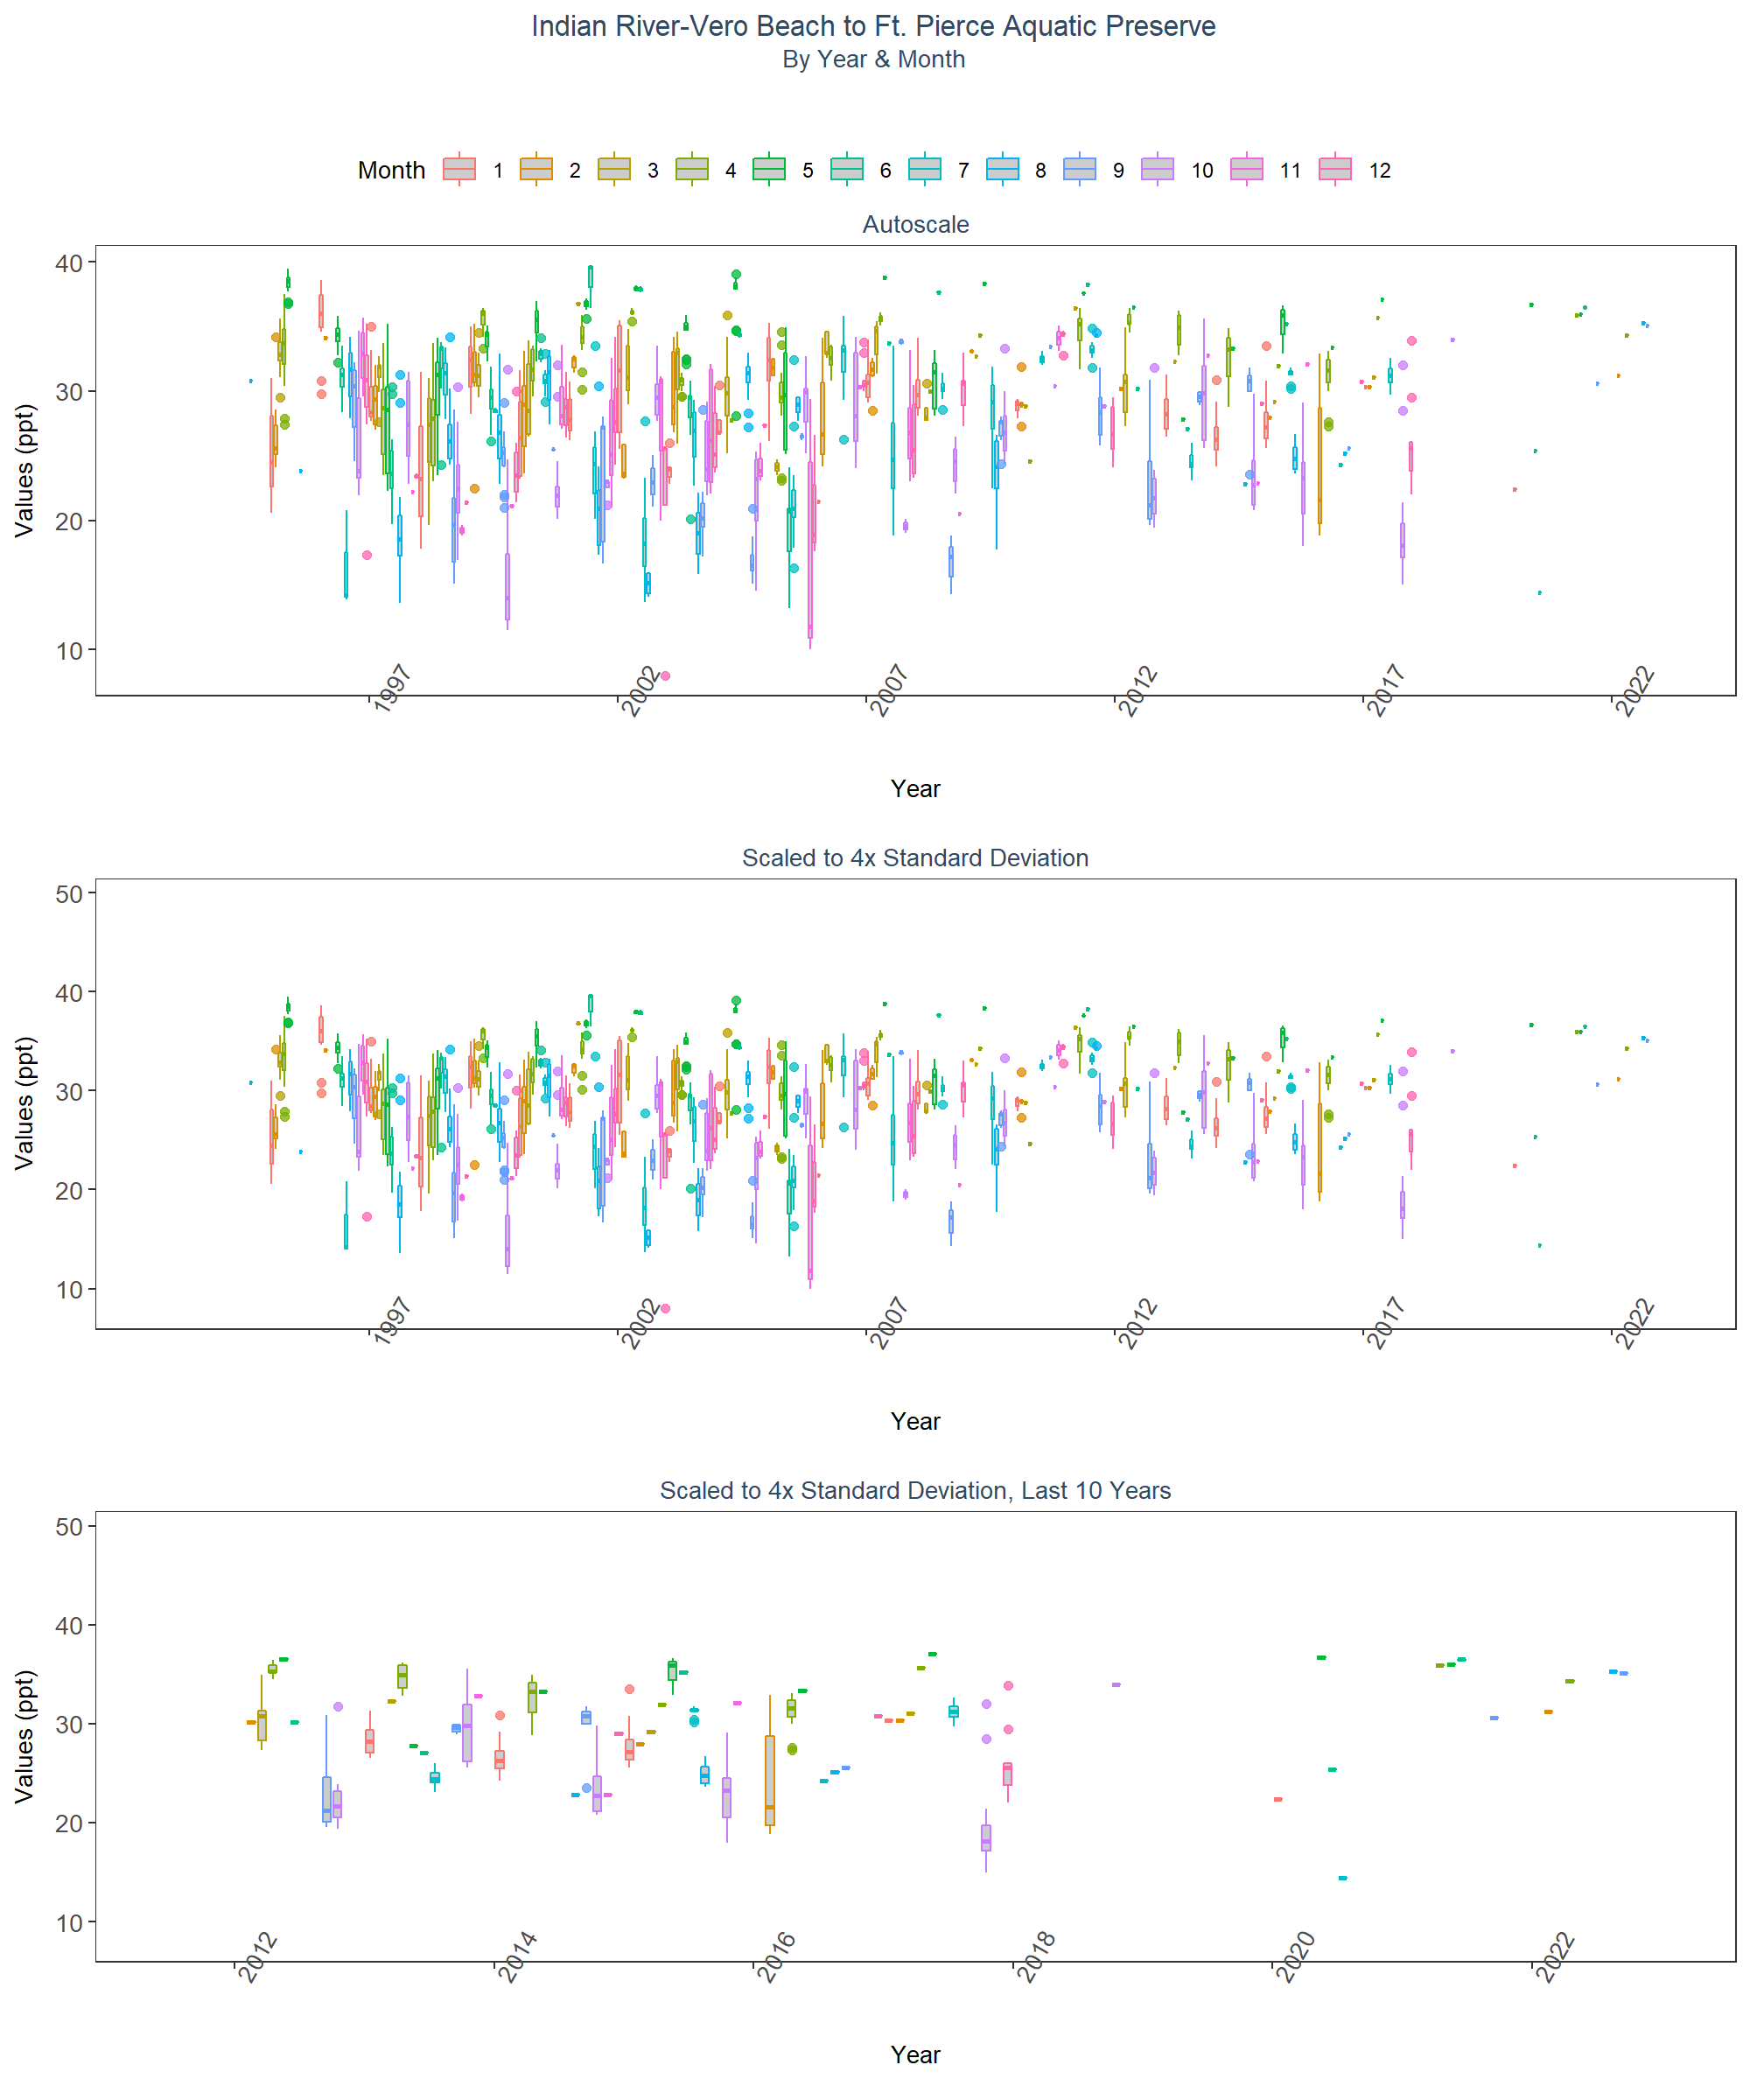 Indian River-Vero Beach to Ft. Pierce Aquatic Preserve
By Year & Month
Month 1 2 3 4 5 6 7 8 9 10 11 12
Autoscale
Values (ppt)
40
30
20
10
1997 2002 2007 2012 2017 2022
Year
Scaled to 4x Standard Deviation
Values (ppt)
50
40
30
20
10
1997 2002 2007 2012 2017 2022
Year
Scaled to 4x Standard Deviation, Last 10 Years
Values (ppt)
50
40
30
20
10
2012 2014 2016 2018 2020 2022
Year